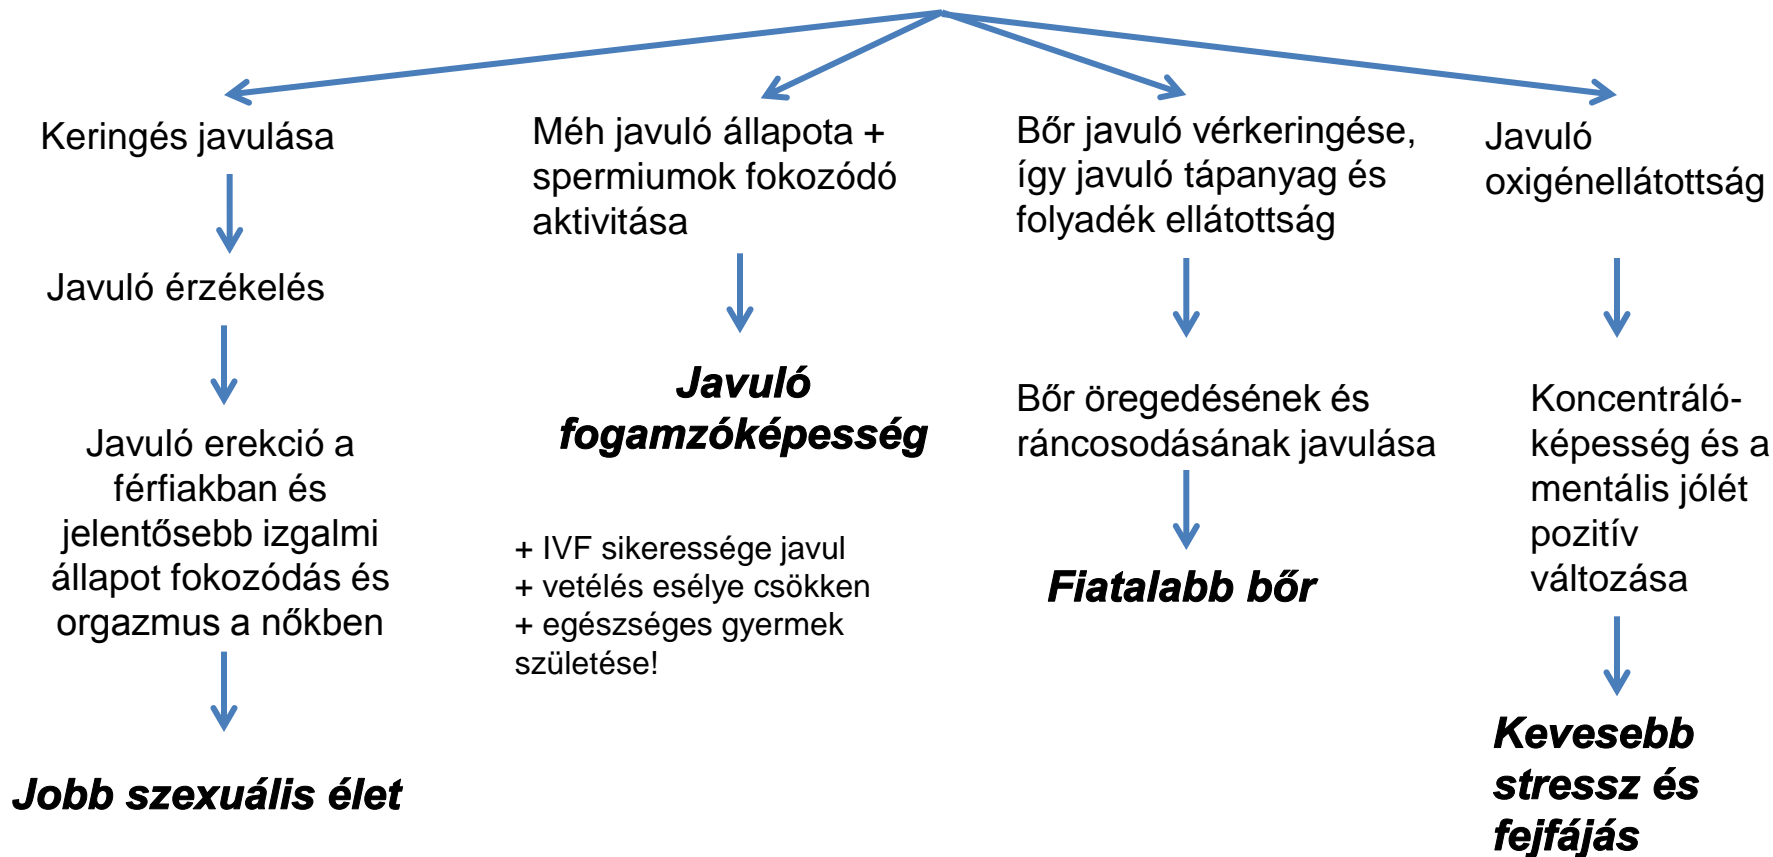 Keringés javulása
Javuló érzékelés
Javuló erekció a
férfiakban és
jelentősebb izgalmi
állapot fokozódás és
orgazmus a nőkben
Jobb szexuális élet
Méh javuló állapota +
spermiumok fokozódó
aktivitása
Javuló
fogamzóképesség
+ IVF sikeressége javul
+ vetélés esélye csökken
+ egészséges gyermek
születése!
Bőr javuló vérkeringése,
így javuló tápanyag és
folyadék ellátottság
Bőr öregedésének és
ráncosodásának javulása
Fiatalabb bőr
Javuló
oxigénellátottság
Koncentráló-
képesség és a
mentális jólét
pozitív
változása
Kevesebb
stressz és
fejfájás